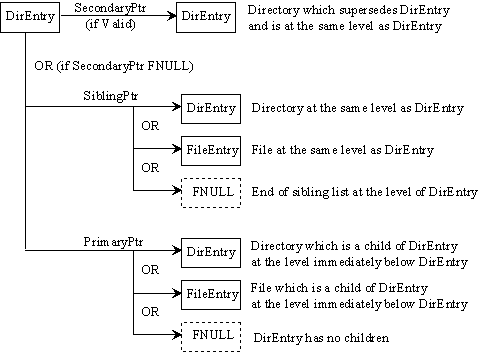 DirEntry
SecondaryPtr
(if Valid)
DirEntry
Directory which supersedes DirEntry
and is at the same level as DirEntry
OR (if SecondaryPtr FNULL)
SiblingPtr
DirEntry
Directory at the same level as DirEntry
OR
FileEntry
File at the same level as DirEntry
OR
FNULL
End of sibling list at the level of DirEntry
PrimaryPtr
DirEntry
Directory which is a child of DirEntry
at the level immediately below DirEntry
OR
FileEntry
File which is a child of DirEntry
at the level immediately below DirEntry
OR
FNULL
DirEntry has no children